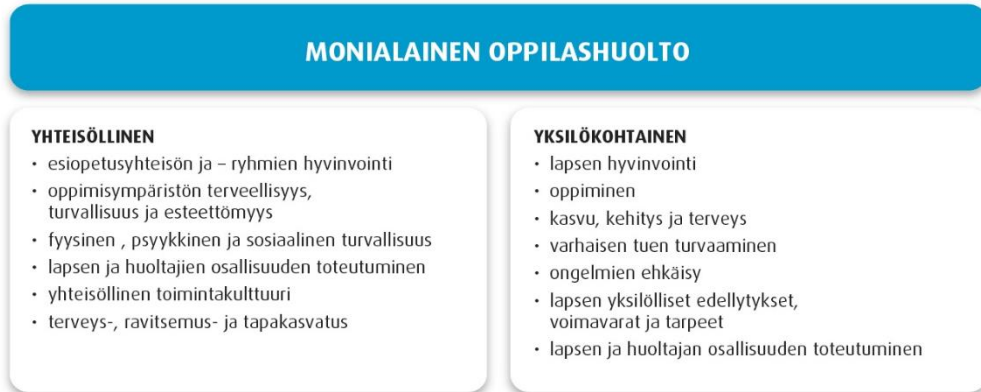 MONIALAINEN OPPILASHUOLTO
YHTEISÖLLINEN
• esiopetusyhteisön ja – ryhmien hyvinvointi
• oppimisympäristön terveellisyys,
turvallisuus ja esteettömyys
• fyysinen , psyykkinen ja sosiaalinen turvallisuus
• lapsen ja huoltajien osallisuuden toteutuminen
• yhteisöllinen toimintakulttuuri
• terveys-, ravitsemus- ja tapakasvatus
YKSILÖKOHTAINEN
• lapsen hyvinvointi
• oppiminen
• kasvu, kehitys ja terveys
• varhaisen tuen turvaaminen
• ongelmien ehkäisy
• lapsen yksilölliset edellytykset,
voimavarat ja tarpeet
• lapsen ja huoltajan osallisuuden toteutuminen